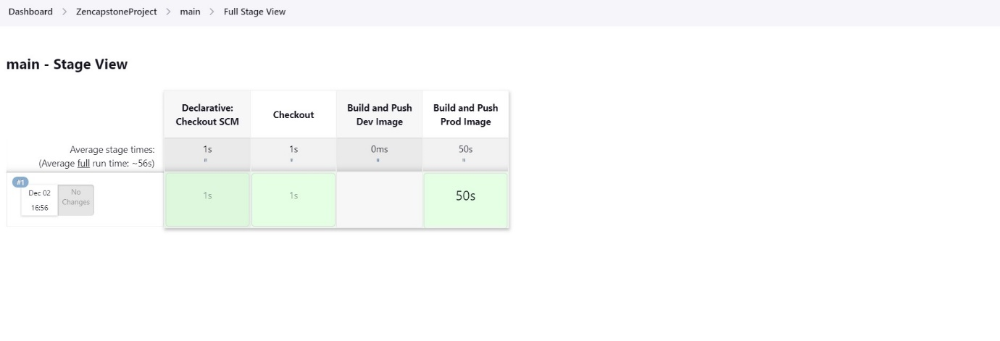 Dashboard > ZencapstoneProject > main > Full Stage View
main - Stage View
Declarative: Checkout SCM
Checkout
Build and Push Dev Image
Build and Push Prod Image
Average stage times:
(Average full run time: ~56s)
1s
1s
0ms
50s
#1
Dec 02
16:56
No
Changes
1s
1s
50s